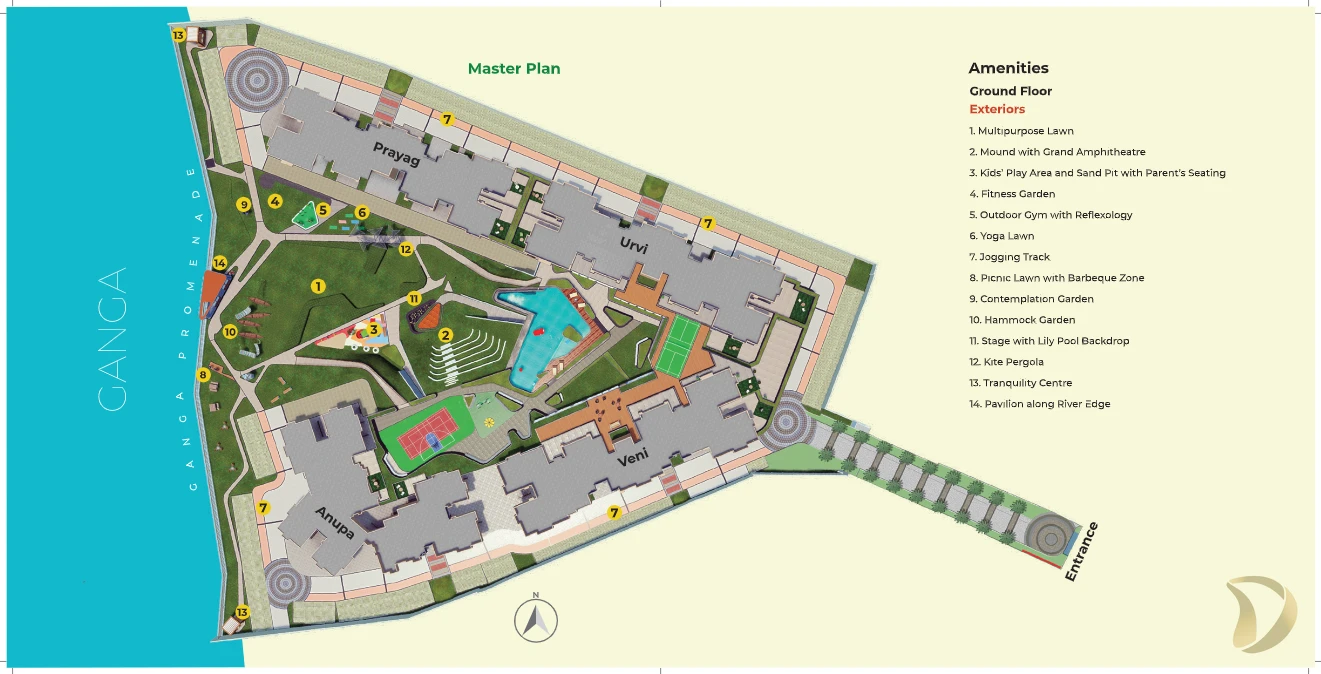 Master Plan
Amenities
Ground Floor
Exteriors
1. Multipurpose Lawn
2. Mound with Grand Amphitheatre
3. Kids' Play Area and Sand Pit with Parent's Seating
4. Fitness Garden
5. Outdoor Gym with Reflexology
6. Yoga Lawn
7. Jogging Track
8. Picnic Lawn with Barbeque Zone
9. Contemplation Garden
10. Hammock Garden
11. Stage with Lily Pool Backdrop
12. Kite Pergola
13. Tranquility Centre
14. Pavilion along River Edge
GANGA
GANGA PROMENADE
13
7
Prayag
9
4
5
6
7
Urvi
12
14
1
11
10
3
2
8
Veni
7
Anupa
7
Entrance
N
13